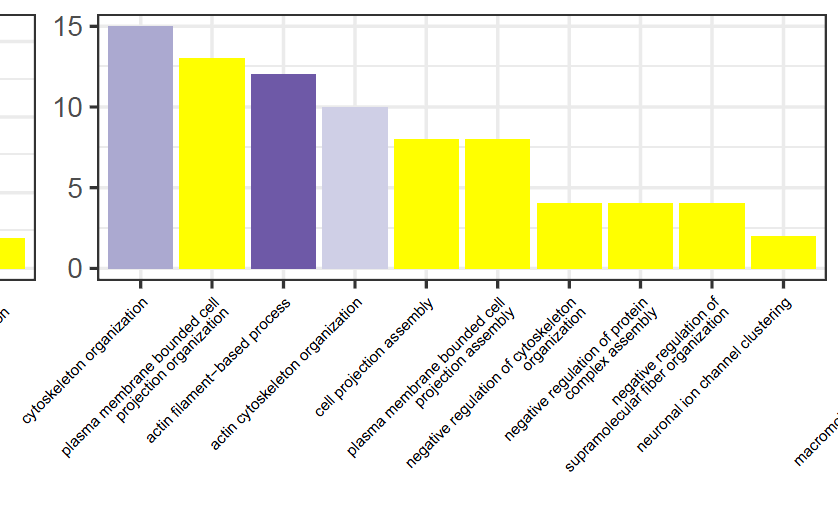 15
10
5
0
cytoskeleton organization
plasma membrane bounded cell
projection organization
actin filament−based process
actin cytoskeleton organization
cell projection assembly
plasma membrane bounded cell
projection assembly
negative regulation of cytoskeleton
organization
negative regulation of protein
complex assembly
negative regulation of
supramolecular fiber organization
neuronal ion channel clustering